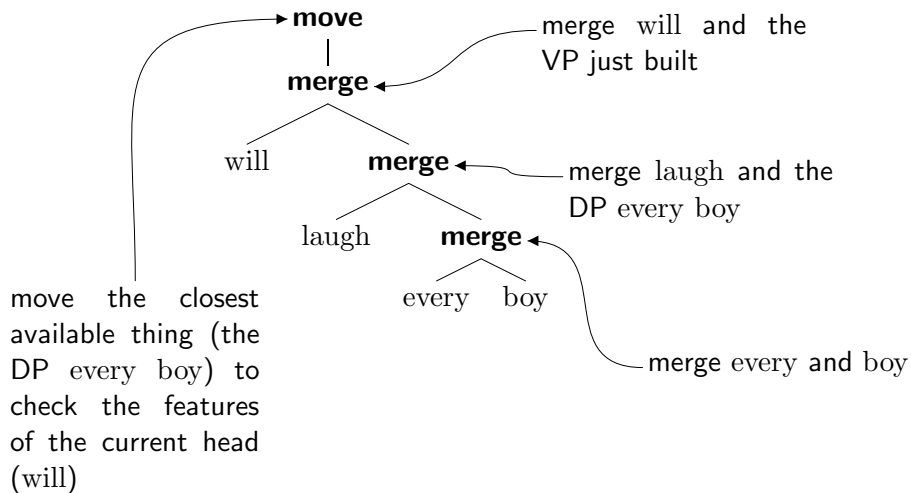 move
merge will and the
VP just built
merge
will
merge
merge laugh and the
DP every boy
laugh
merge
every boy
move the closest
available thing (the
DP every boy) to
check the features
of the current head
(will)
merge every and boy